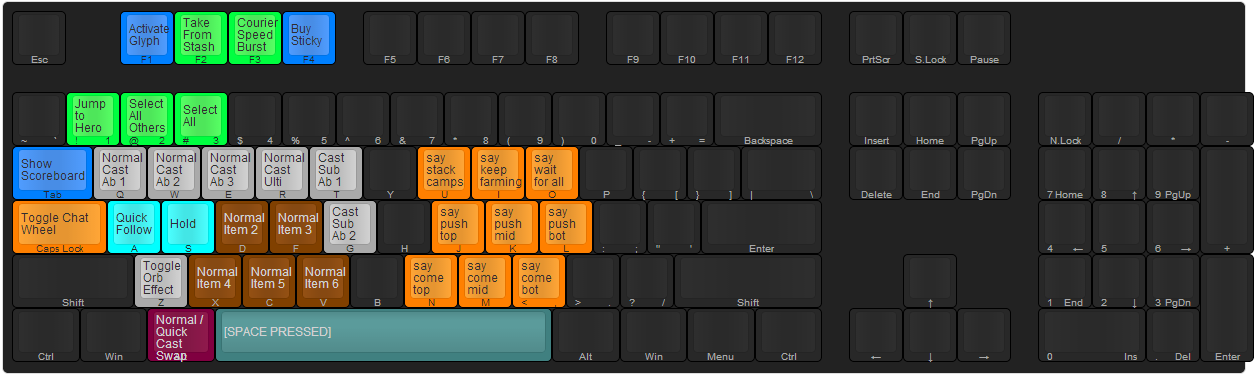 Esc Activate Glyph F1 Take From Stash F2 Courier Speed Burst F3 Buy Sticky F4 F5 F6 F7 F8 F9 F10 F11 F12 PrtScr S.Lock Pause
~ ` Jump to Hero ! 1 Select All Others @ 2 Select All # 3 $ 4 % 5 ^ 6 & 7 * 8 ( 9 ) 0 _ - + = Backspace Insert Home PgUp N.Lock / * -
Show Scoreboard Tab Normal Cast Ab 1 Q Normal Cast Ab 2 W Normal Cast Ab 3 E Normal Cast Ulti R Cast Sub Ab 1 T Y say stack camps U say keep farming I say wait for all O P { [ } ] | \ Delete End PgDn 7 Home 8 ↑ 9 PgUp
Toggle Chat Wheel Caps Lock Quick Follow A Hold S Normal Item 2 D Normal Item 3 F Cast Sub Ab 2 G H say push top J say push mid K say push bot L : ; " ' Enter 4 ← 5 6 → +
Shift Toggle Orb Effect Z Normal Item 4 X Normal Item 5 C Normal Item 6 V B say come top N say come mid M say come bot < , > . ? / Shift ↑ 1 End 2 ↓ 3 PgDn
Ctrl Win Normal / Quick Cast Swap Alt [SPACE PRESSED] Alt Win Menu Ctrl ← ↓ → 0 Ins . Del Enter